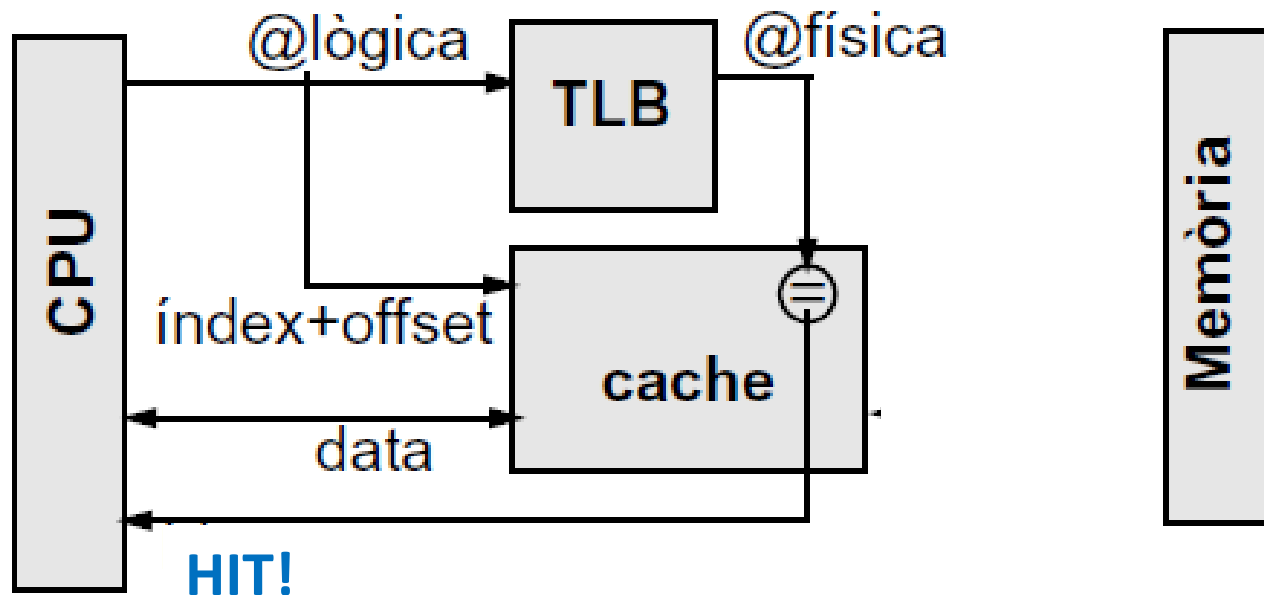 @lògica
@física
TLB
CPU
Memòria
índex+offset
=
cache
data
HIT!